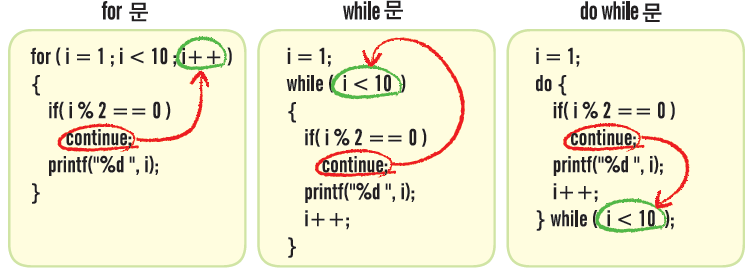 for 문
for ( i = 1 ; i < 10 ; i++ )
{
if( i % 2 == 0 )
continue;
printf("%d ", i);
}
while 문
i = 1;
while ( i < 10 )
{
if( i % 2 == 0 )
continue;
printf("%d ", i);
i++;
}
do while 문
i = 1;
do {
if( i % 2 == 0 )
continue;
printf("%d ", i);
i++;
} while ( i < 10 );